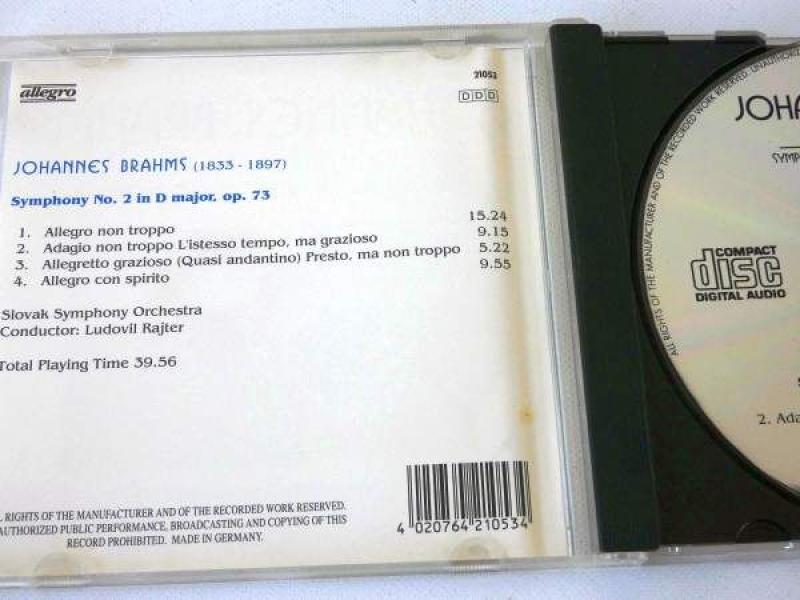 allegro
21053
DDD
JOHANNES BRAHMS (1833 - 1897)
Symphony No. 2 in D major, op. 73
1. Allegro non troppo 15.24
2. Adagio non troppo L'istesso tempo, ma grazioso 9.15
3. Allegretto grazioso (Quasi andantino) Presto, ma non troppo 5.22
4. Allegro con spirito 9.55
Slovak Symphony Orchestra
Conductor: Ludovil Rajter
Total Playing Time 39.56
RIGHTS OF THE MANUFACTURER AND OF THE RECORDED WORK RESERVED.
AUTHORIZED PUBLIC PERFORMANCE, BROADCASTING AND COPYING OF THIS
RECORD PROHIBITED. MADE IN GERMANY.
4 020764 210534
ALL RIGHTS OF THE MANUFACTURER AND OF THE RECORDED WORK RESERVED. UNAUTHORIZED
JOHA
SYMP
COMPACT
disc
DIGITAL AUDIO
2. Ada